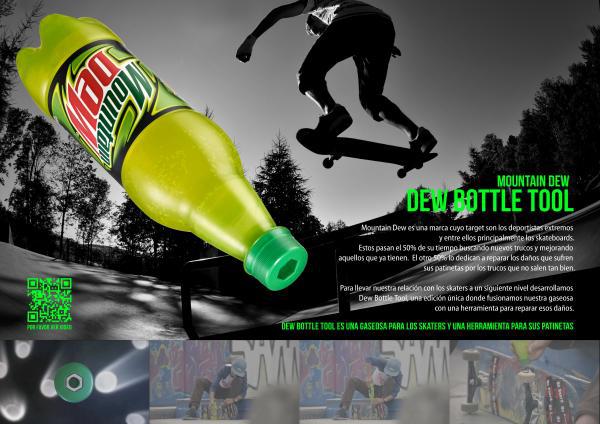 Mountain Dew
MOUNTAIN DEW
DEW BOTTLE TOOL
Mountain Dew es una marca cuyo target son los deportistas extremos
y entre ellos principalmente los skateboards.
Estos pasan el 50% de su tiempo buscando nuevos trucos y mejorando
aquellos que ya tienen. El otro 50% lo dedican a reparar los daños que sufren
sus patinetas por los trucos que no salen tan bien.
Para llevar nuestra relación con los skaters a un siguiente nivel desarrollamos
Dew Bottle Tool, una edición única donde fusionamos nuestra gaseosa
con una herramienta para reparar esos daños.
POR FAVOR VER VIDEO
DEW BOTTLE TOOL ES UNA GASEOSA PARA LOS SKATERS Y UNA HERRAMIENTA PARA SUS PATINETAS